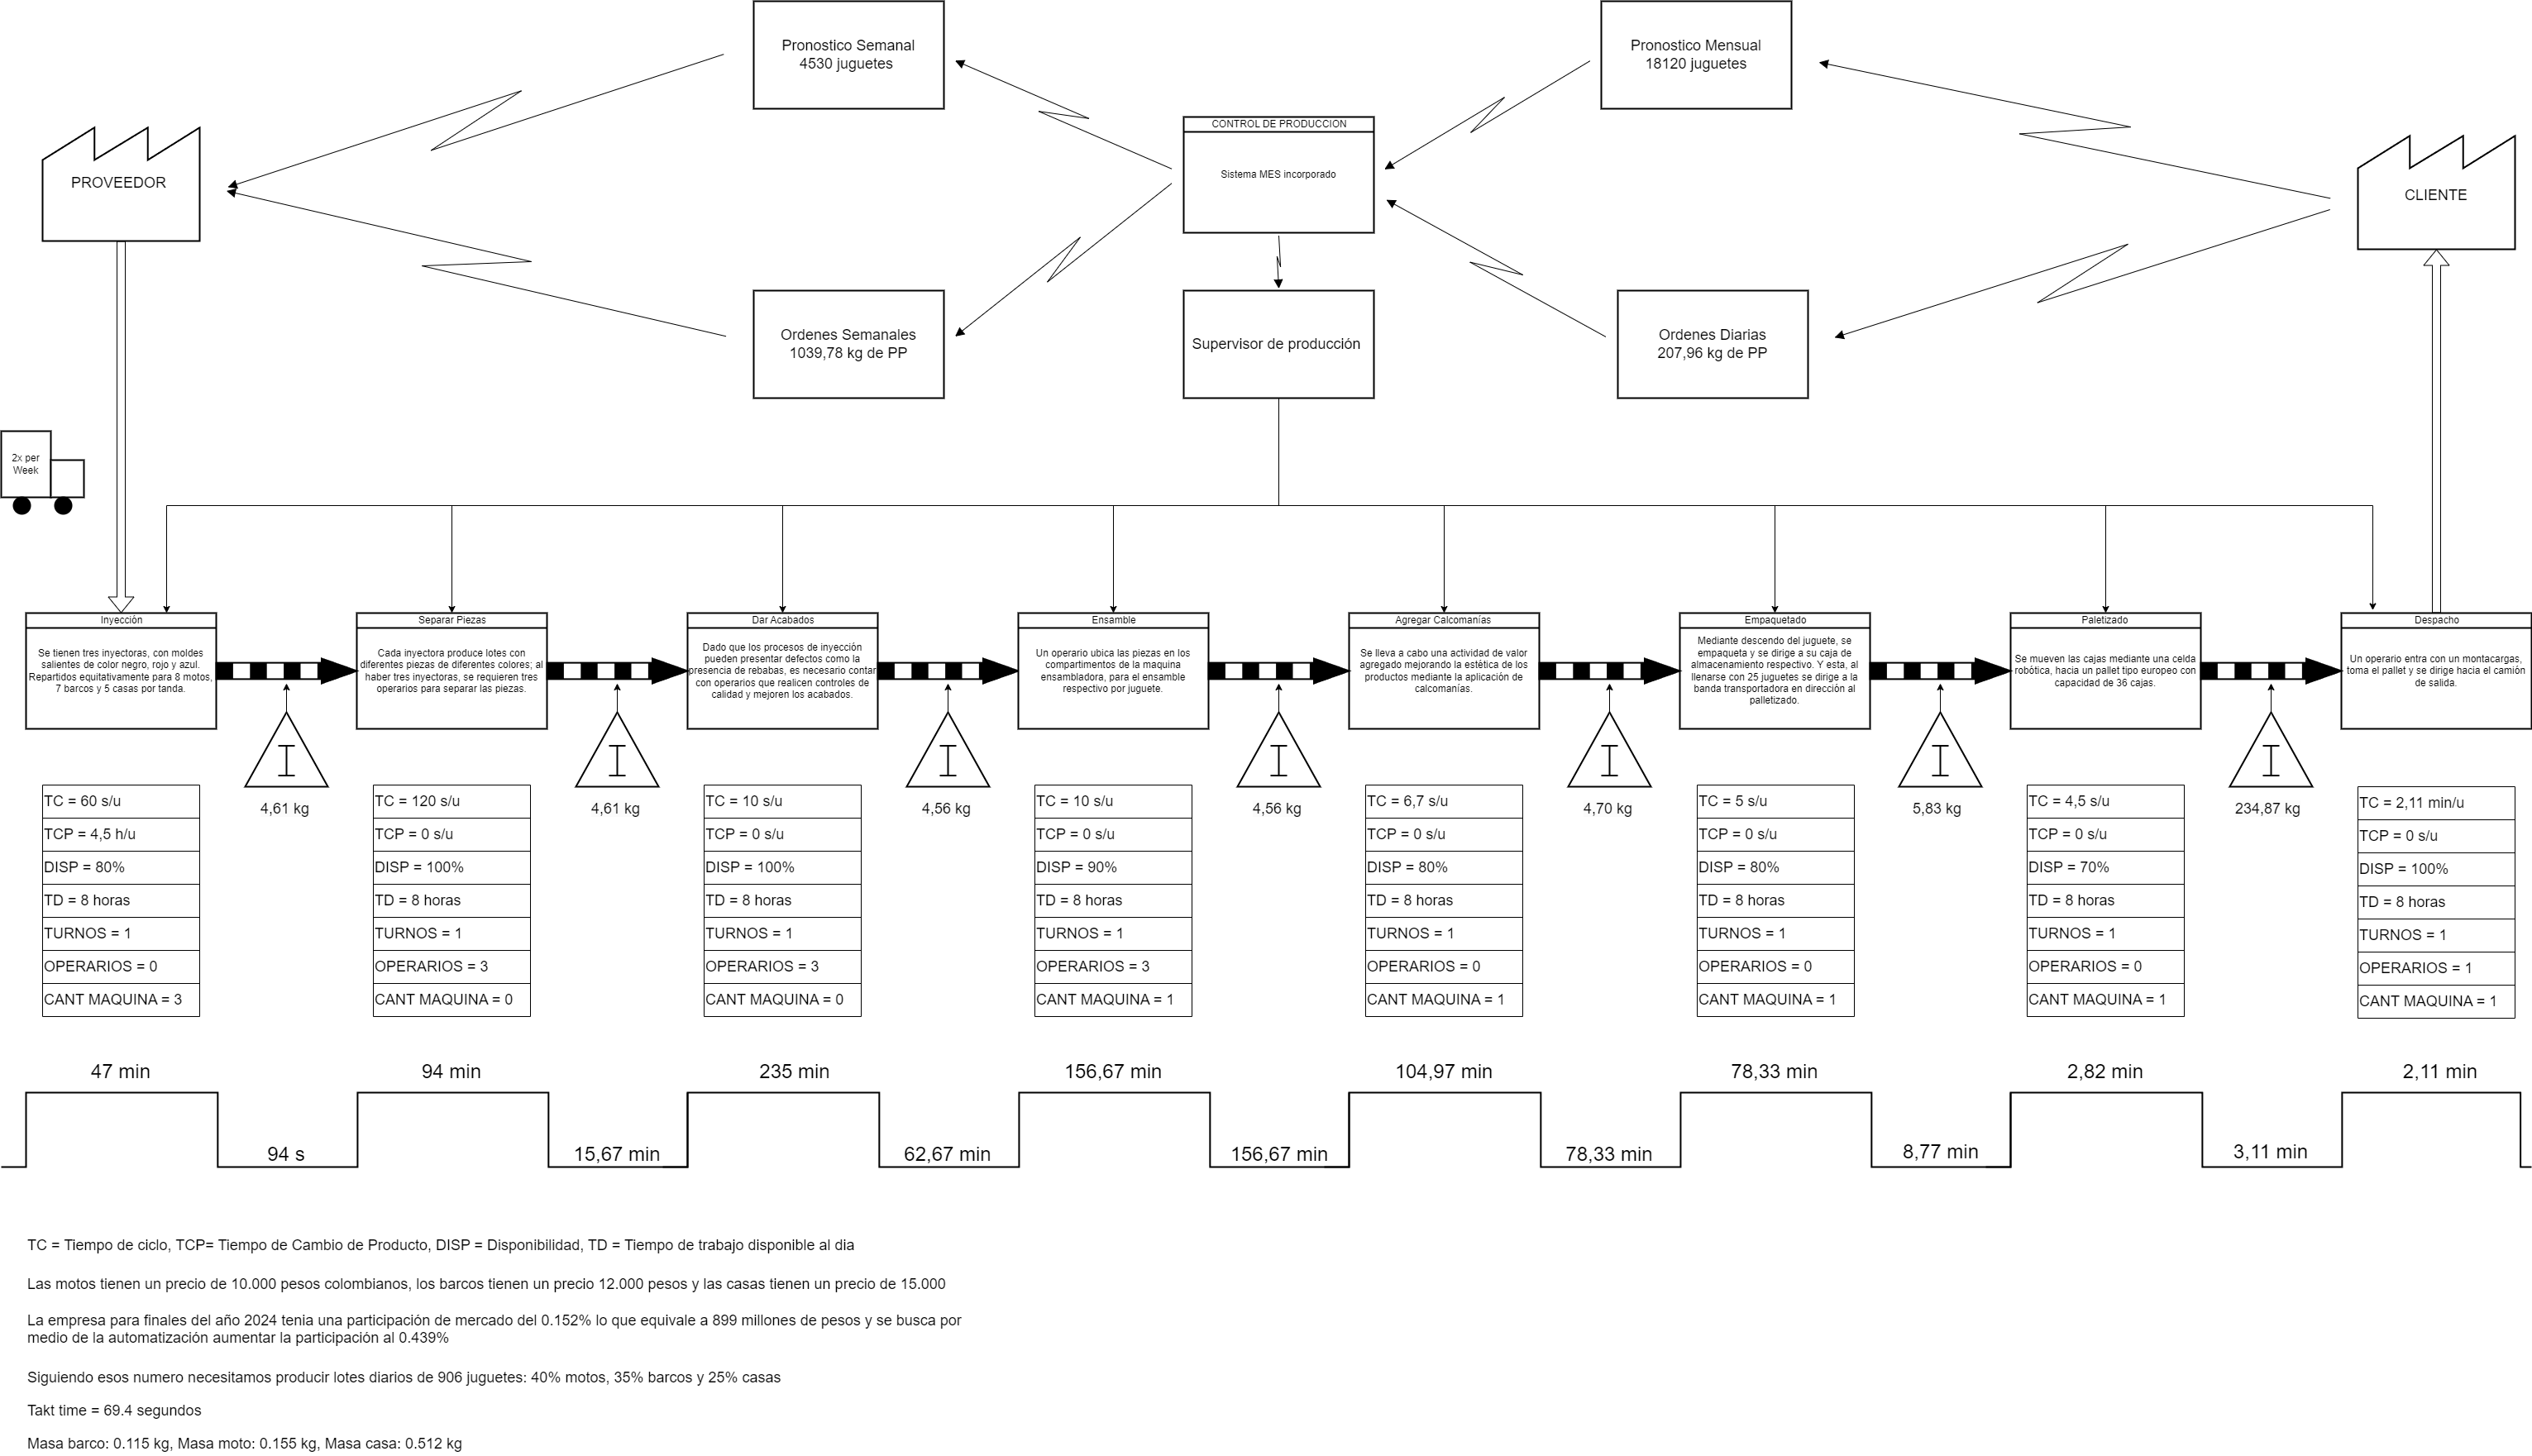 Pronostico Semanal
4530 juguetes
Pronostico Mensual
18120 juguetes
CONTROL DE PRODUCCION
Sistema MES incorporado
PROVEEDOR
CLIENTE
Ordenes Semanales
1039,78 kg de PP
Supervisor de producción
Ordenes Diarias
207,96 kg de PP
2x per
Week
Inyección
Se tienen tres inyectoras, con moldes
salientes de color negro, rojo y azul.
Repartidos equitativamente para 8 motos,
7 barcos y 5 casas por tanda.
Separar Piezas
Cada inyectora produce lotes con
diferentes piezas de diferentes colores; al
haber tres inyectoras, se requieren tres
operarios para separar las piezas.
Dar Acabados
Dado que los procesos de inyección
pueden presentar defectos como la
presencia de rebabas, es necesario contar
con operarios que realicen controles de
calidad y mejoren los acabados.
Ensamble
Un operario ubica las piezas en los
compartimentos de la maquina
ensambladora, para el ensamble
respectivo por juguete.
Agregar Calcomanías
Se lleva a cabo una actividad de valor
agregado mejorando la estética de los
productos mediante la aplicación de
calcomanías.
Empaquetado
Mediante descendo del juguete, se
empaqueta y se dirige a su caja de
almacenamiento respectivo. Y esta, al
llenarse con 25 juguetes se dirige a la
banda transportadora en dirección al
palletizado.
Paletizado
Se mueven las cajas mediante una celda
robótica, hacia un pallet tipo europeo con
capacidad de 36 cajas.
Despacho
Un operario entra con un montacargas,
toma el pallet y se dirige hacia el camión
de salida.
I
I
I
I
I
I
I
4,61 kg
4,61 kg
4,56 kg
4,56 kg
4,70 kg
5,83 kg
234,87 kg
TC = 60 s/u
TCP = 4,5 h/u
DISP = 80%
TD = 8 horas
TURNOS = 1
OPERARIOS = 0
CANT MAQUINA = 3
TC = 120 s/u
TCP = 0 s/u
DISP = 100%
TD = 8 horas
TURNOS = 1
OPERARIOS = 3
CANT MAQUINA = 0
TC = 10 s/u
TCP = 0 s/u
DISP = 100%
TD = 8 horas
TURNOS = 1
OPERARIOS = 3
CANT MAQUINA = 0
TC = 10 s/u
TCP = 0 s/u
DISP = 90%
TD = 8 horas
TURNOS = 1
OPERARIOS = 3
CANT MAQUINA = 1
TC = 6,7 s/u
TCP = 0 s/u
DISP = 80%
TD = 8 horas
TURNOS = 1
OPERARIOS = 0
CANT MAQUINA = 1
TC = 5 s/u
TCP = 0 s/u
DISP = 80%
TD = 8 horas
TURNOS = 1
OPERARIOS = 0
CANT MAQUINA = 1
TC = 4,5 s/u
TCP = 0 s/u
DISP = 70%
TD = 8 horas
TURNOS = 1
OPERARIOS = 0
CANT MAQUINA = 1
TC = 2,11 min/u
TCP = 0 s/u
DISP = 100%
TD = 8 horas
TURNOS = 1
OPERARIOS = 1
CANT MAQUINA = 1
47 min
94 min
235 min
156,67 min
104,97 min
78,33 min
2,82 min
2,11 min
94 s
15,67 min
62,67 min
156,67 min
78,33 min
8,77 min
3,11 min
TC = Tiempo de ciclo, TCP= Tiempo de Cambio de Producto, DISP = Disponibilidad, TD = Tiempo de trabajo disponible al dia
Las motos tienen un precio de 10.000 pesos colombianos, los barcos tienen un precio 12.000 pesos y las casas tienen un precio de 15.000
La empresa para finales del año 2024 tenia una participación de mercado del 0.152% lo que equivale a 899 millones de pesos y se busca por
medio de la automatización aumentar la participación al 0.439%
Siguiendo esos numero necesitamos producir lotes diarios de 906 juguetes: 40% motos, 35% barcos y 25% casas
Takt time = 69.4 segundos
Masa barco: 0.115 kg, Masa moto: 0.155 kg, Masa casa: 0.512 kg